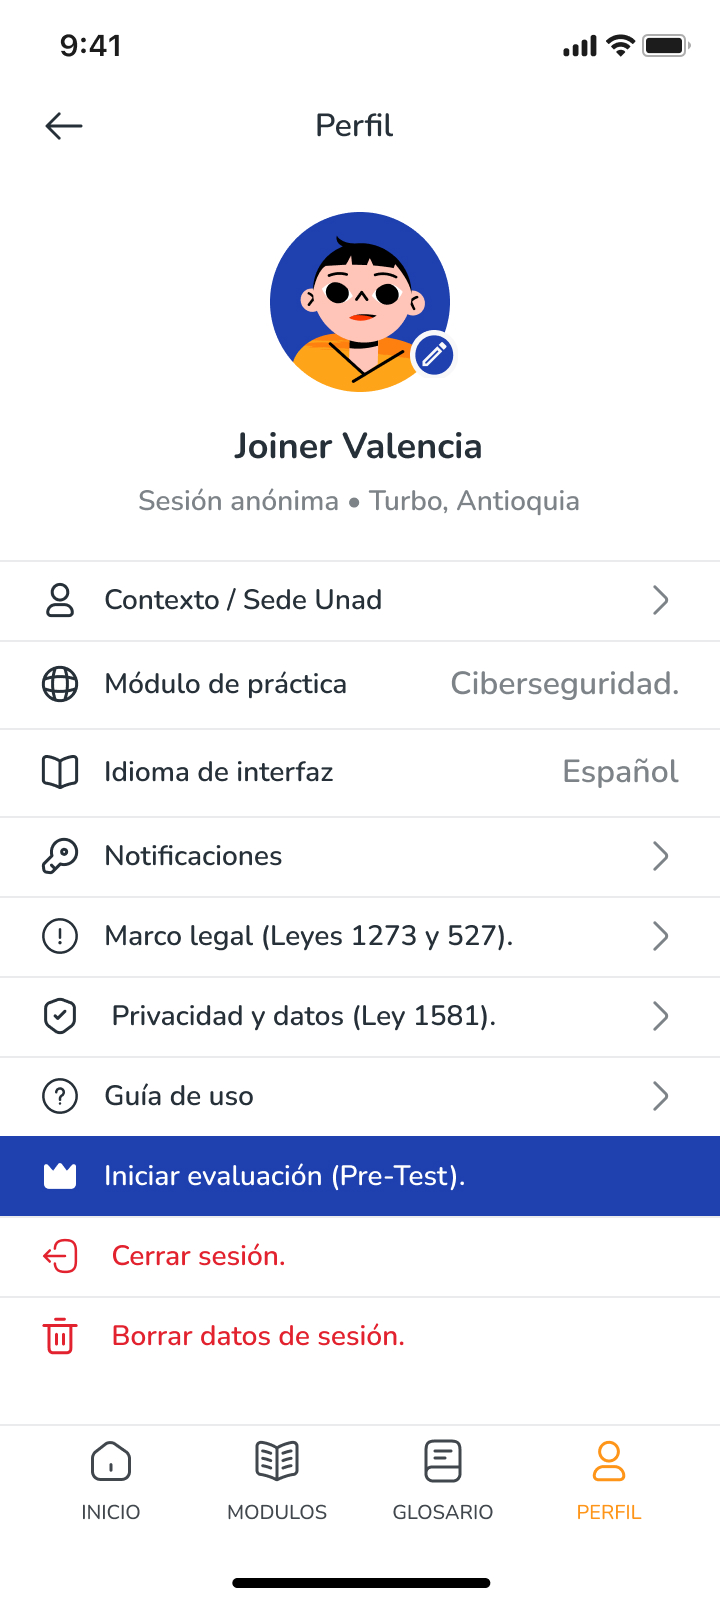 9:41
Perfil
Joiner Valencia
Sesión anónima • Turbo, Antioquia
Contexto / Sede Unad
Módulo de práctica Ciberseguridad.
Idioma de interfaz Español
Notificaciones
Marco legal (Leyes 1273 y 527).
Privacidad y datos (Ley 1581).
Guía de uso
Iniciar evaluación (Pre-Test).
Cerrar sesión.
Borrar datos de sesión.
INICIO MODULOS GLOSARIO PERFIL